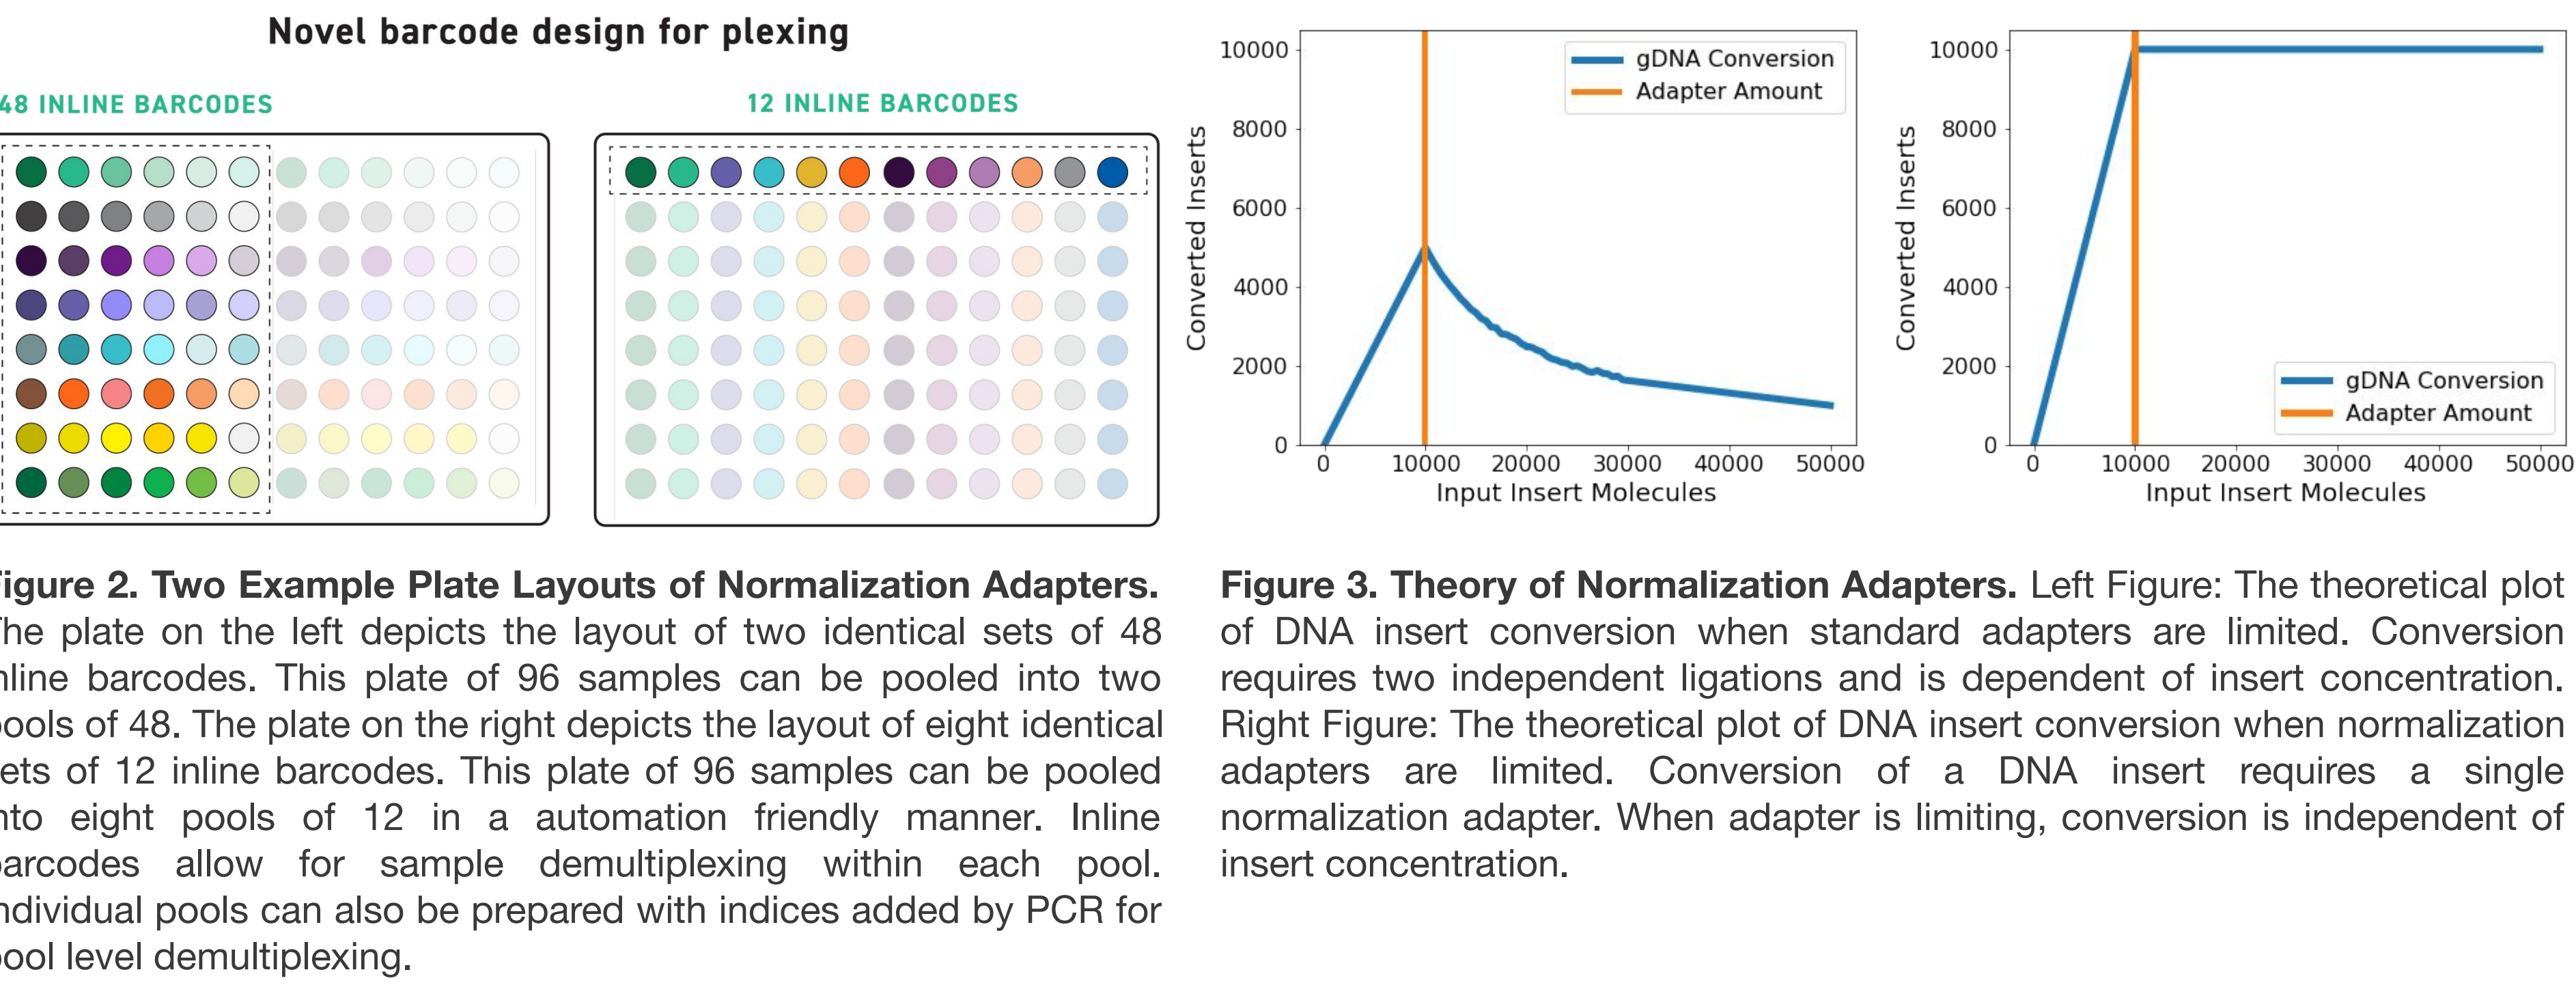 Novel barcode design for plexing
48 INLINE BARCODES
12 INLINE BARCODES
Figure 2. Two Example Plate Layouts of Normalization Adapters.
The plate on the left depicts the layout of two identical sets of 48
inline barcodes. This plate of 96 samples can be pooled into two
pools of 48. The plate on the right depicts the layout of eight identical
sets of 12 inline barcodes. This plate of 96 samples can be pooled
into eight pools of 12 in a automation friendly manner. Inline
barcodes allow for sample demultiplexing within each pool.
Individual pools can also be prepared with indices added by PCR for
pool level demultiplexing.
10000
8000
6000
4000
2000
0
Converted Inserts
gDNA Conversion
Adapter Amount
0 10000 20000 30000 40000 50000
Input Insert Molecules
10000
8000
6000
4000
2000
0
Converted Inserts
gDNA Conversion
Adapter Amount
0 10000 20000 30000 40000 50000
Input Insert Molecules
Figure 3. Theory of Normalization Adapters. Left Figure: The theoretical plot
of DNA insert conversion when standard adapters are limited. Conversion
requires two independent ligations and is dependent of insert concentration.
Right Figure: The theoretical plot of DNA insert conversion when normalization
adapters are limited. Conversion of a DNA insert requires a single
normalization adapter. When adapter is limiting, conversion is independent of
insert concentration.